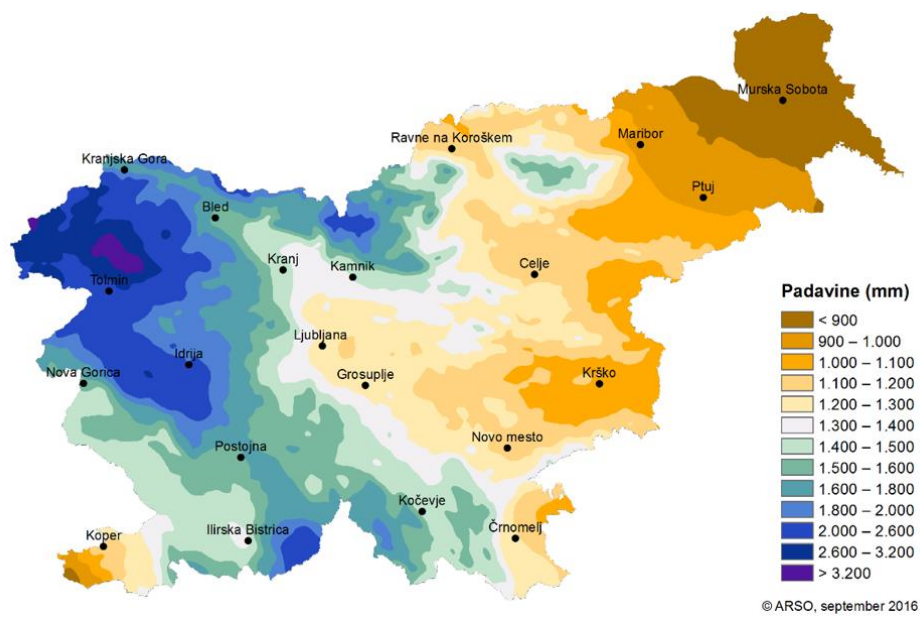 Murska Sobota
Maribor
Ravne na Koroškem
Kranjska Gora
Ptuj
Bled
Kranj
Kamnik
Celje
Tolmin
Ljubljana
Idrija
Nova Gorica
Grosuplje
Krško
Novo mesto
Postojna
Kočevje
Koper
Ilirska Bistrica
Črnomelj
Padavine (mm)
< 900
900 – 1.000
1.000 – 1.100
1.100 – 1.200
1.200 – 1.300
1.300 – 1.400
1.400 – 1.500
1.500 – 1.600
1.600 – 1.800
1.800 – 2.000
2.000 – 2.600
2.600 – 3.200
> 3.200
© ARSO, september 2016